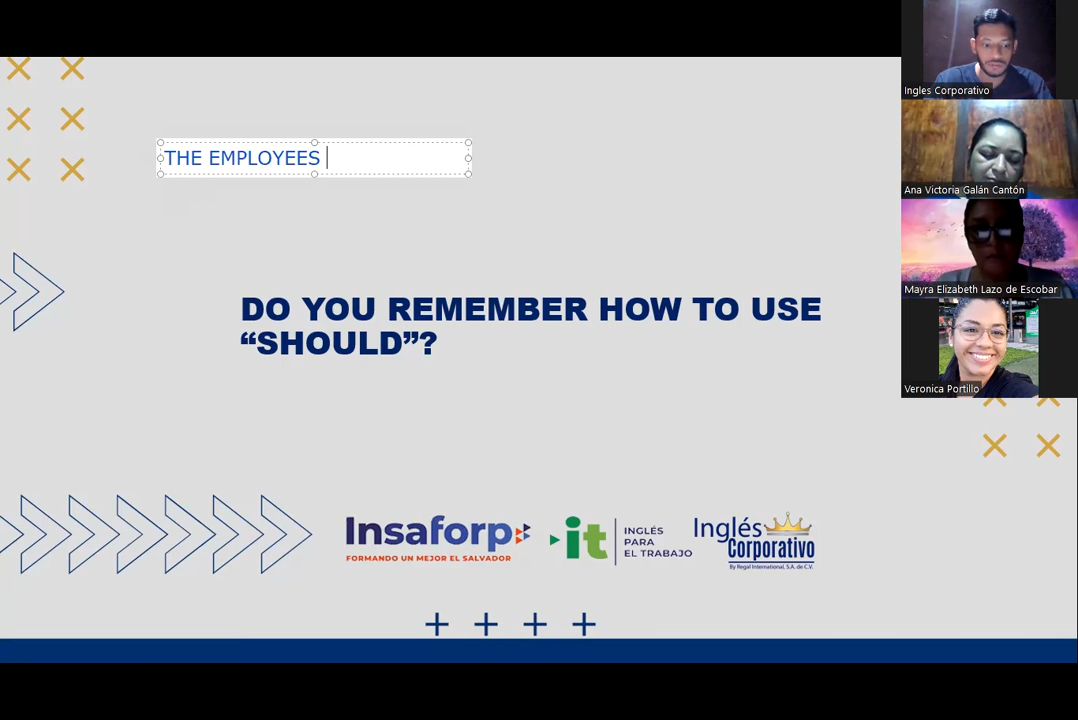 THE EMPLOYEES
DO YOU REMEMBER HOW TO USE
“SHOULD”?
Insaforp
FORMANDO UN MEJOR EL SALVADOR
it
INGLÉS
PARA
EL TRABAJO
Inglés
Corporativo
By Regal International, S.A. de C.V.
Ingles Corporativo
Ana Victoria Galán Cantón
Mayra Elizabeth Lazo de Escobar
Veronica Portillo